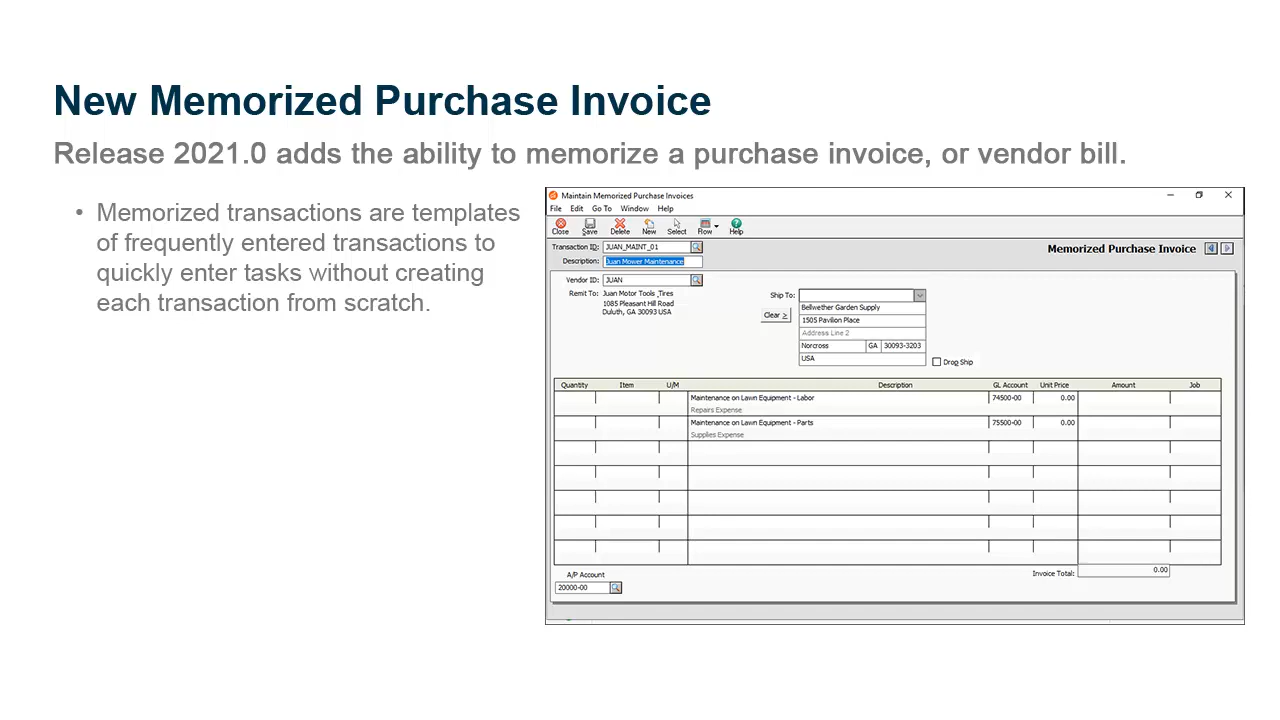 New Memorized Purchase Invoice
Release 2021.0 adds the ability to memorize a purchase invoice, or vendor bill.
• Memorized transactions are templates
of frequently entered transactions to
quickly enter tasks without creating
each transaction from scratch.
Maintain Memorized Purchase Invoices
File Edit Go To Window Help
Close Save Delete New Select Flow Help
Transaction ID: JUAN_MAINT_01
Memorized Purchase Invoice
Description: Juan Mower Maintenance
Vendor ID: JUAN
Remit To: Juan Motor Tools _Tires
1085 Pleasant Hill Road
Duluth, GA 30093 USA
Ship To:
Clear >
Bellwether Garden Supply
1505 Pavilion Place
Address Line 2
Norcross GA 30093-3203
USA
Drop Ship
Quantity Item U/M Description GL Account Unit Price Amount Job
Maintenance on Lawn Equipment - Labor 74500-00 0.00
Repairs Expense
Maintenance on Lawn Equipment - Parts 75500-00 0.00
Supplies Expense
Invoice Total: 0.00
A/P Account
20000-00